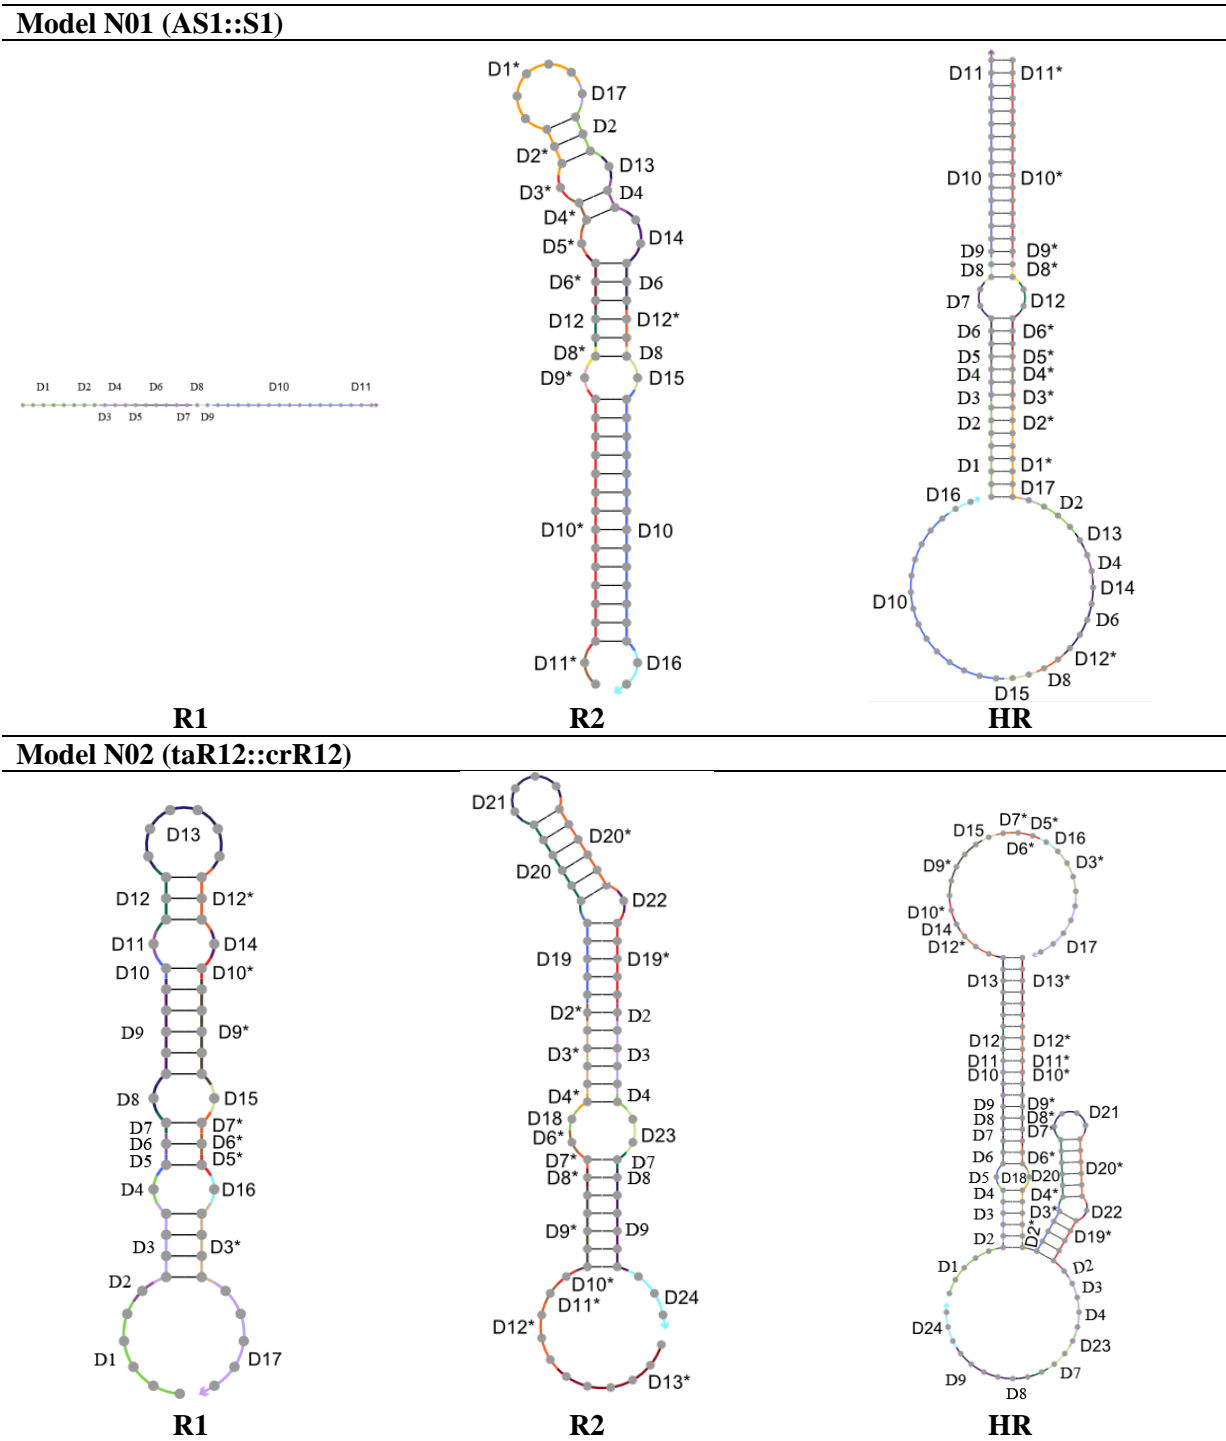 Model N01 (AS1::S1)
D1 D2 D4 D6 D8 D10 D11
D3 D5 D7 D9
D1*
D17
D2
D2*
D13
D3*
D4
D4*
D14
D5*
D6* D6
D12 D12*
D8* D8
D9* D15
D10* D10
D11* D16
D11 D11*
D10 D10*
D9 D9*
D8 D8*
D7 D12
D6 D6*
D5 D5*
D4 D4*
D3 D3*
D2 D2*
D1 D1*
D16 D17
D2
D13
D4
D14
D10
D6
D12*
D8
D15
R1 R2 HR
Model N02 (taR12::crR12)
D13
D12 D12*
D11 D14
D10 D10*
D9 D9*
D8 D15
D7 D7*
D6 D6*
D5 D5*
D4 D16
D3 D3*
D2
D1 D17
D21
D20*
D20
D22
D19 D19*
D2* D2
D3* D3
D4* D4
D18 D23
D6*
D7* D7
D8* D8
D9* D9
D10*
D11* D24
D12*
D13*
D7* D5*
D15 D6* D16
D9* D3*
D10*
D14
D12* D17
D13 D13*
D12 D12*
D11 D11*
D10 D10*
D9 D9*
D8 D8* D21
D7 D7*
D6 D6*
D5 D18 D20 D20*
D4 D4*
D3 D3* D22
D2 D2* D19*
D1 D2
D3
D4
D24 D23
D9 D7
D8
R1 R2 HR